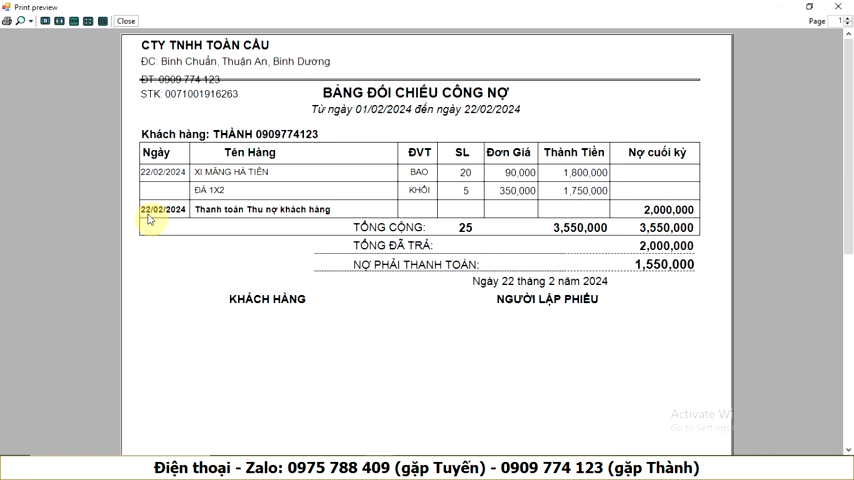 Print preview
Close
Page 1
CTY TNHH TOÀN CẦU
ĐC: Bình Chuẩn, Thuận An, Bình Dương
ĐT: 0909 774 123
STK: 0071001916263
BẢNG ĐỐI CHIẾU CÔNG NỢ
Từ ngày 01/02/2024 đến ngày 22/02/2024
Khách hàng: THÀNH 0909774123
Ngày Tên Hàng ĐVT SL Đơn Giá Thành Tiền Nợ cuối kỳ
22/02/2024 XI MĂNG HÀ TIÊN BAO 20 90,000 1,800,000
ĐÁ 1X2 KHỐI 5 350,000 1,750,000
22/02/2024 Thanh toán Thu nợ khách hàng 2,000,000
TỔNG CỘNG: 25 3,550,000 3,550,000
TỔNG ĐÃ TRẢ: 2,000,000
NỢ PHẢI THANH TOÁN: 1,550,000
Ngày 22 tháng 2 năm 2024
KHÁCH HÀNG NGƯỜI LẬP PHIẾU
Activate
Go to Settings
Điện thoại - Zalo: 0975 788 409 (gặp Tuyến) - 0909 774 123 (gặp Thành)